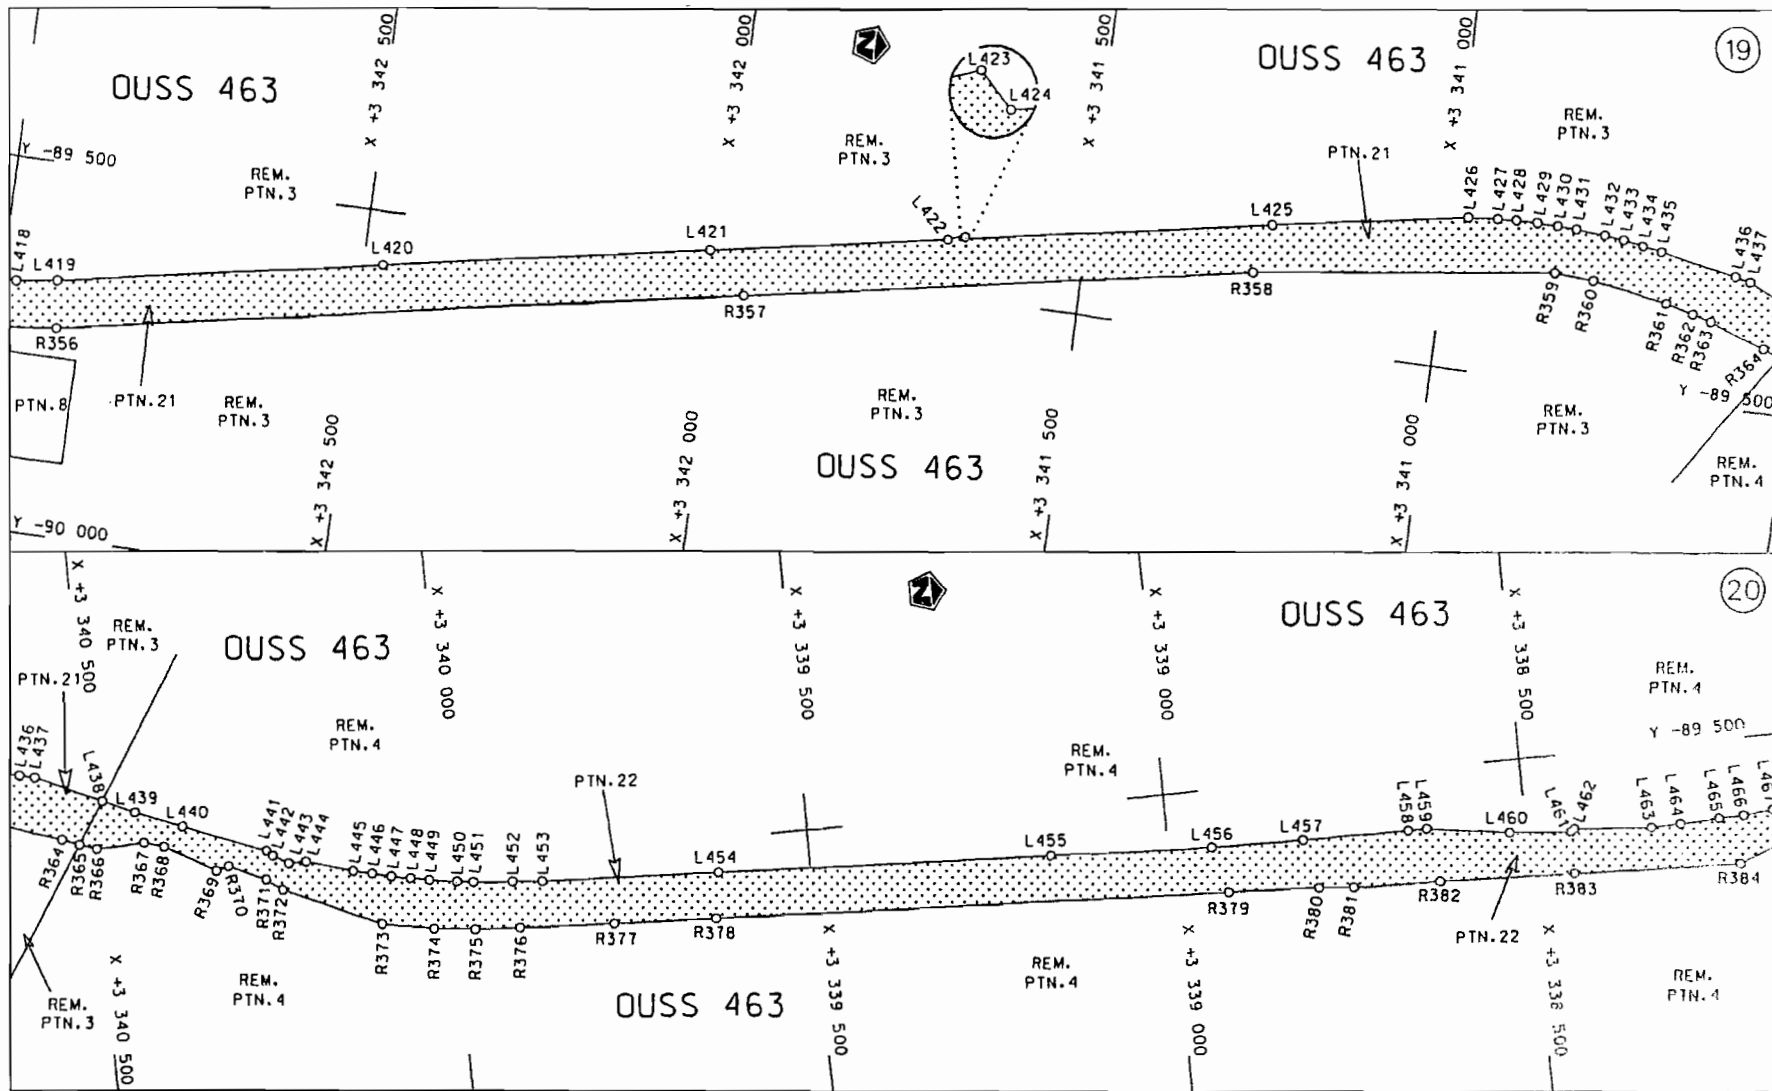 X +3 342 500
X +3 342 000
X +3 341 500
X +3 341 000
19
OUSS 463
OUSS 463
N
L423
L424
Y -89 500
REM.
PTN.3
REM.
PTN.3
PTN.21
REM.
PTN.3
L418
L419
L420
L421
L422
L425
L426
L427
L428
L429
L430
L431
L432
L433
L434
L435
L436
L437
R356
R357
R358
R359
R360
R361
R362
R363
R364
PTN.8
PTN.21
REM.
PTN.3
REM.
PTN.3
REM.
PTN.3
Y -89 500
OUSS 463
REM.
PTN.4
Y -90 000
X +3 342 500
X +3 342 000
X +3 341 500
X +3 341 000
X +3 340 500
X +3 340 000
X +3 339 500
X +3 339 000
X +3 338 500
20
N
REM.
PTN.3
OUSS 463
OUSS 463
PTN.21
REM.
PTN.4
REM.
PTN.4
REM.
PTN.4
Y -89 500
PTN.22
L436
L437
L438
L439
L440
L441
L442
L443
L444
L445
L446
L447
L448
L449
L450
L451
L452
L453
L454
L455
L456
L457
L458
L459
L460
L461
L462
L463
L464
L465
L466
L467
R364
R365
R366
R367
R368
R369
R370
R371
R372
R373
R374
R375
R376
R377
R378
R379
R380
R381
R382
R383
R384
PTN.22
REM.
PTN.3
REM.
PTN.4
OUSS 463
REM.
PTN.4
REM.
PTN.4
X +3 340 500
X +3 339 500
X +3 339 000
X +3 338 500